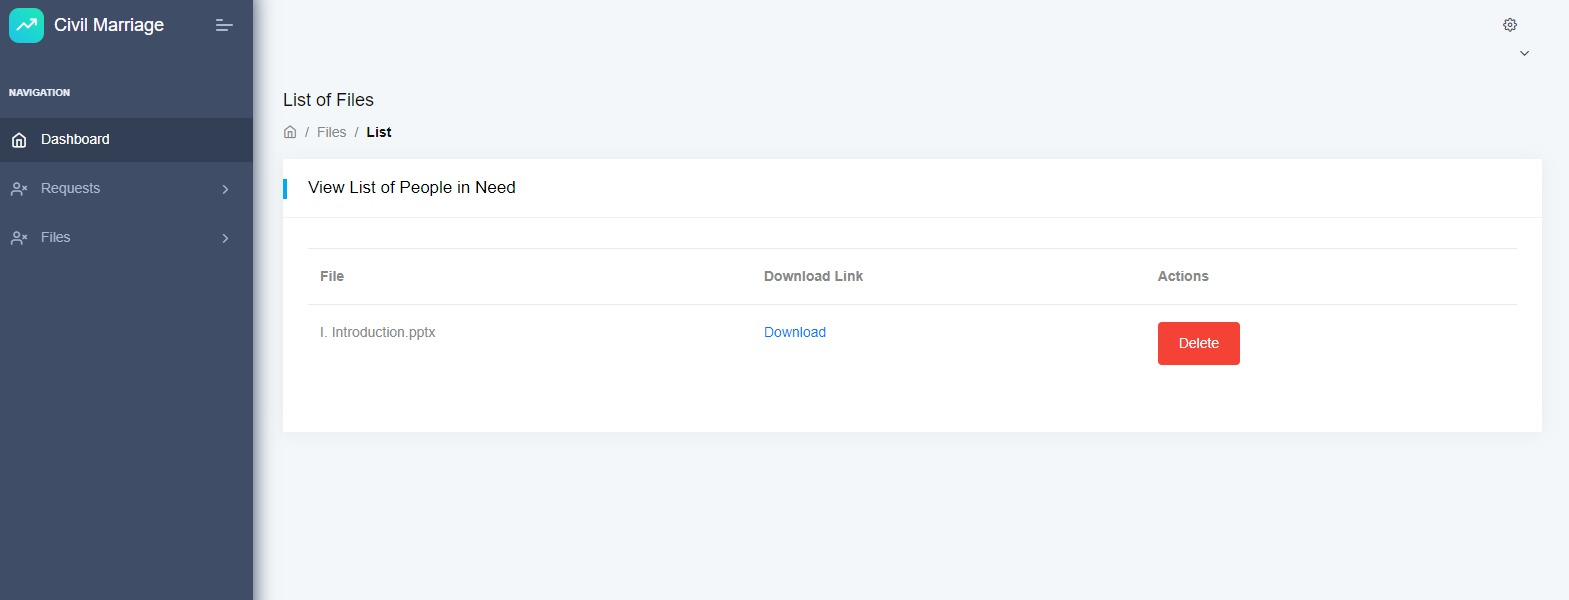 Civil Marriage
NAVIGATION
Dashboard
Requests
Files
List of Files
/ Files / List
View List of People in Need
File Download Link Actions
I. Introduction.pptx Download Delete